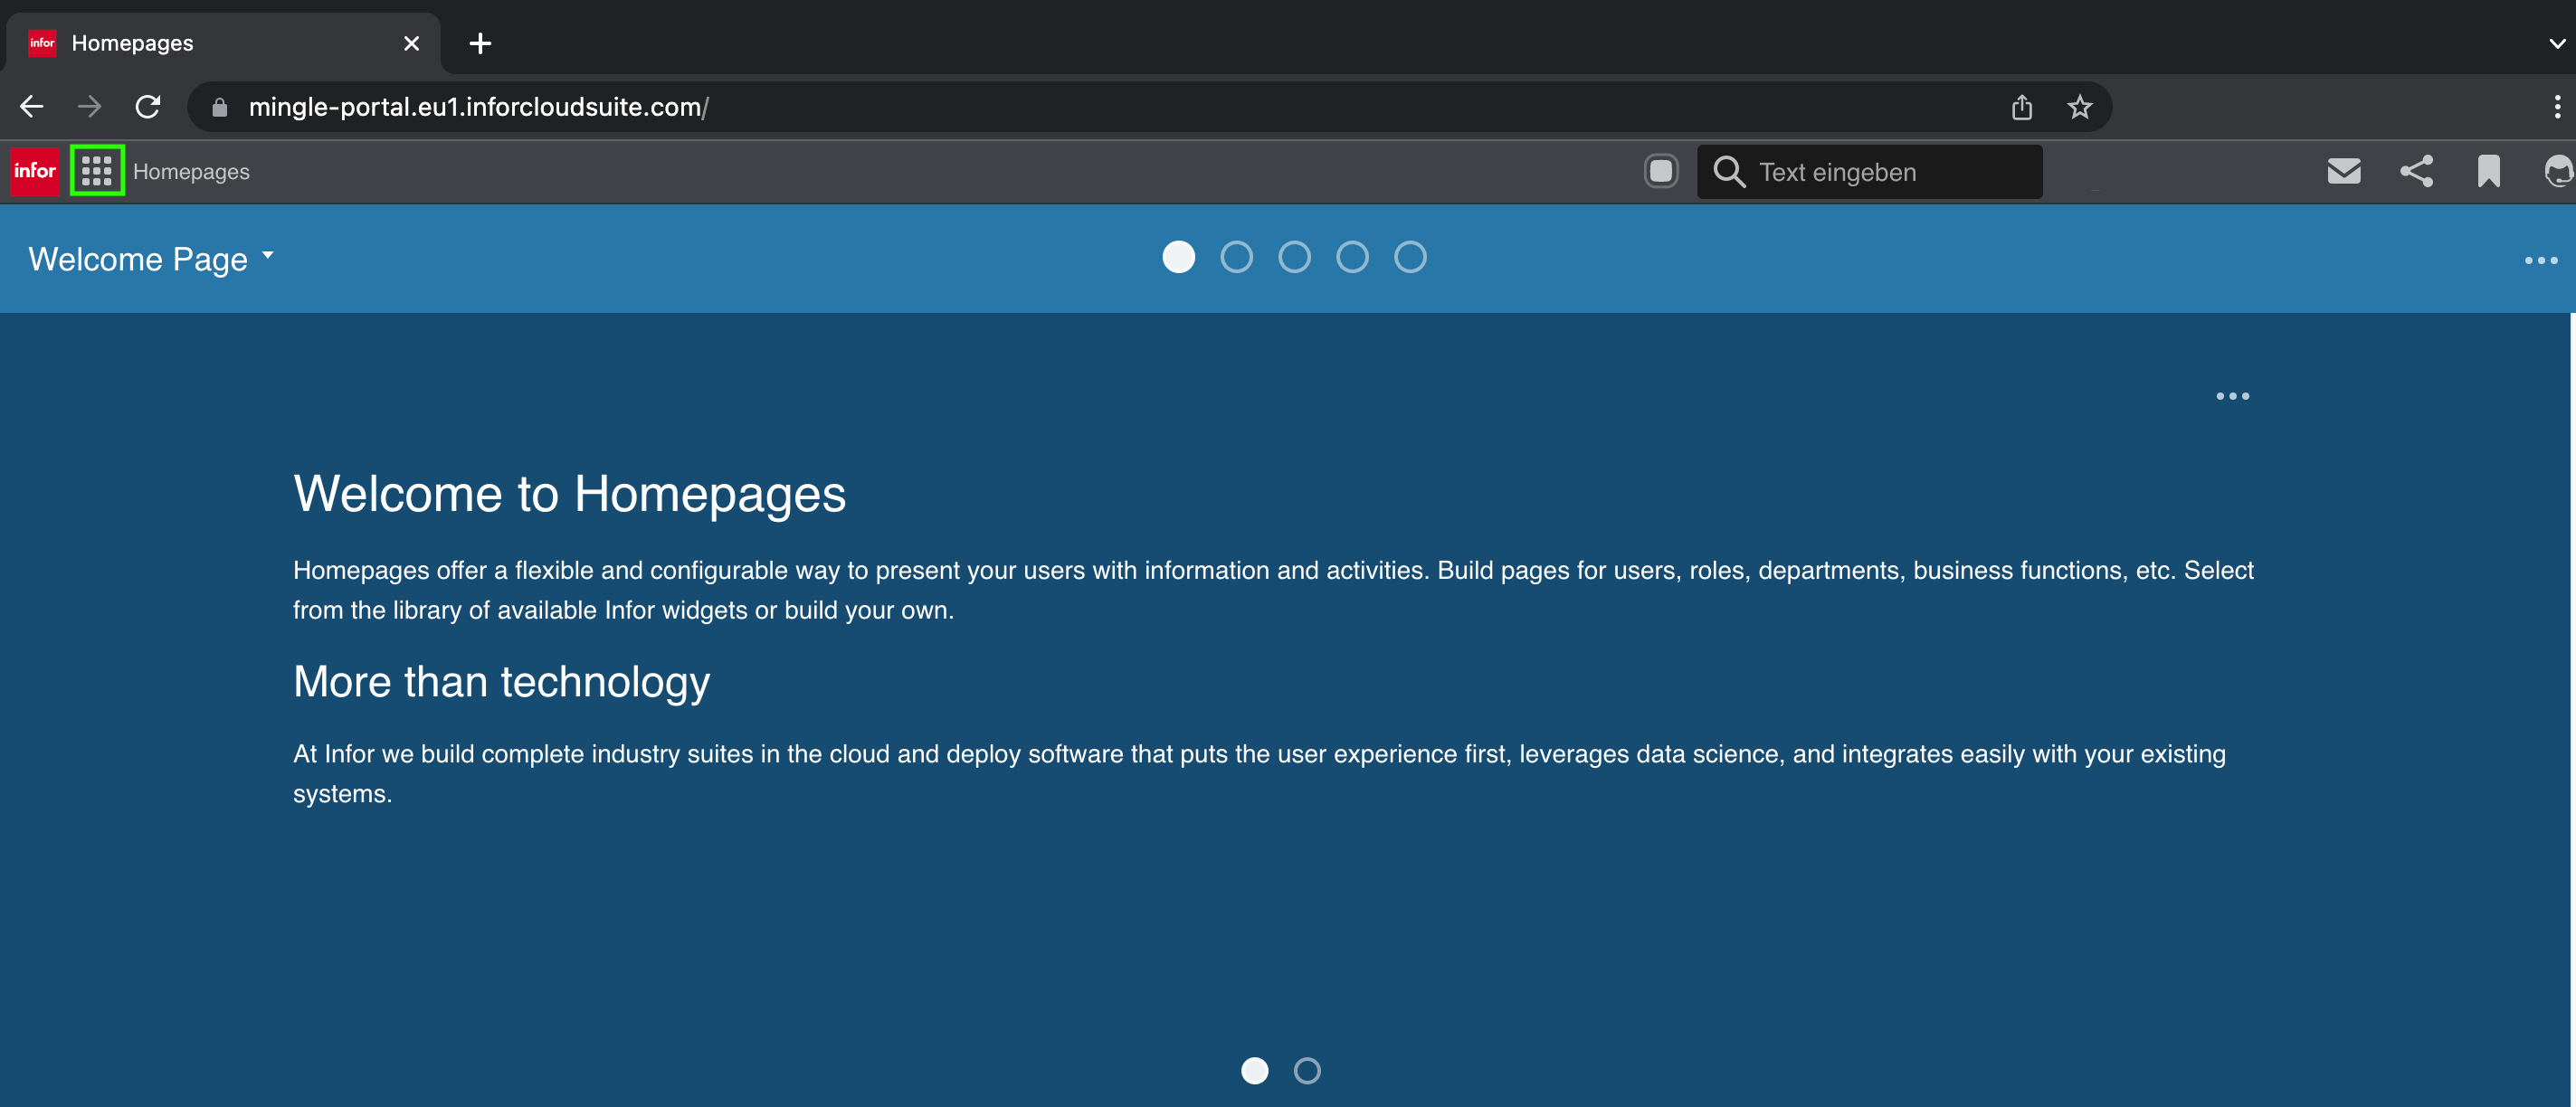 infor Homepages
mingle-portal.eu1.inforcloudsuite.com/
infor Homepages Text eingeben
Welcome Page
Welcome to Homepages
Homepages offer a flexible and configurable way to present your users with information and activities. Build pages for users, roles, departments, business functions, etc. Select
from the library of available Infor widgets or build your own.
More than technology
At Infor we build complete industry suites in the cloud and deploy software that puts the user experience first, leverages data science, and integrates easily with your existing
systems.